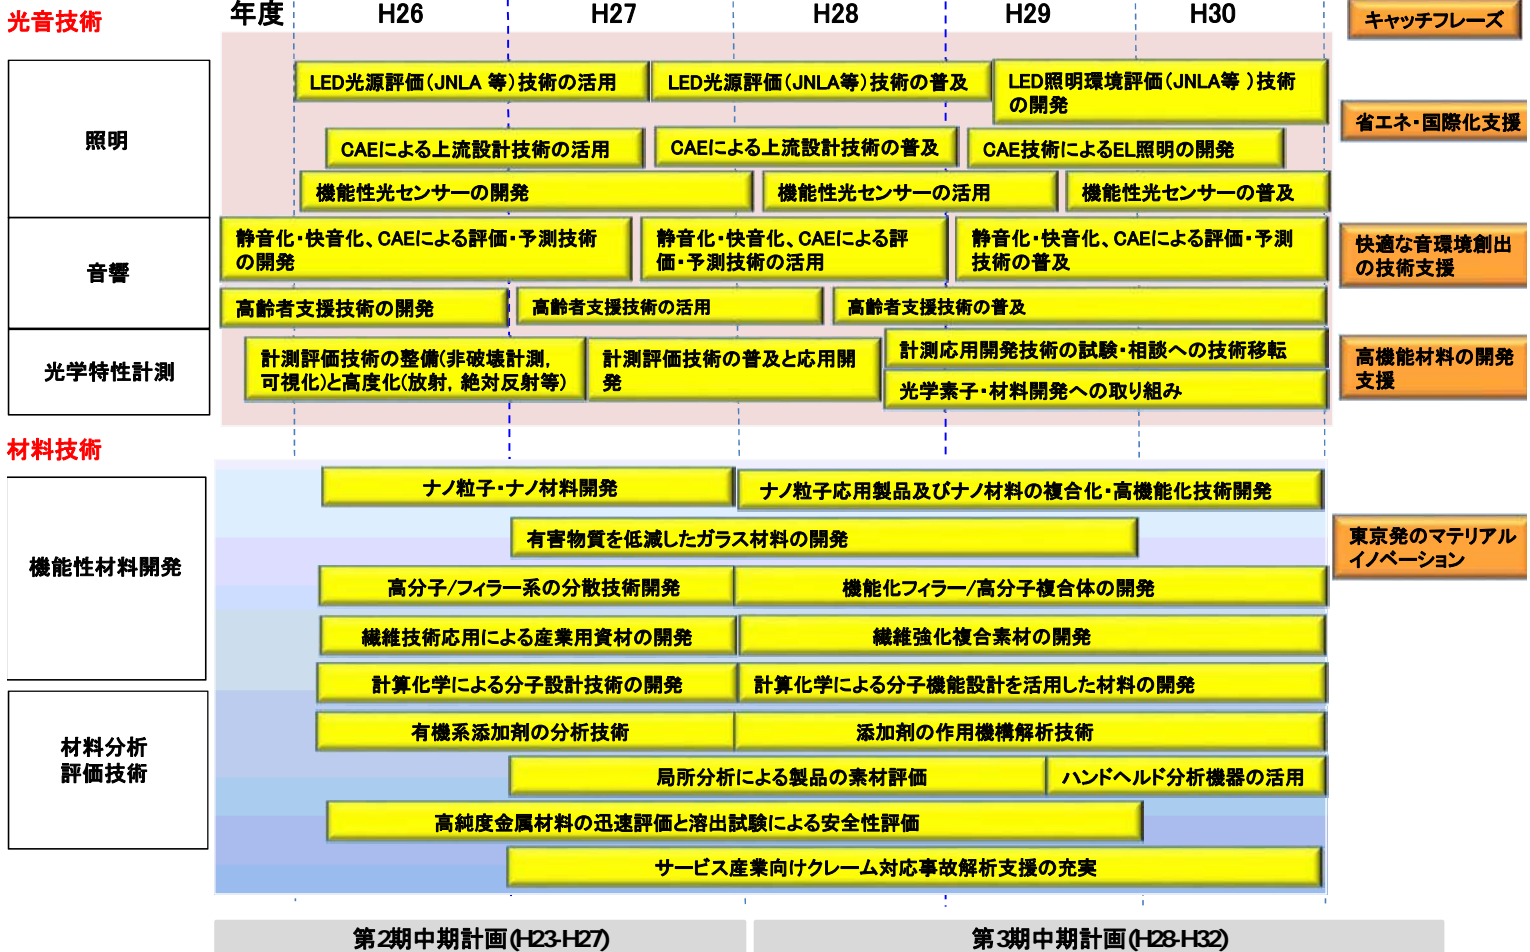 光音技術
年度
H26
H27
H28
H29
H30
キャッチフレーズ
照明
LED光源評価(JNLA 等)技術の活用
LED光源評価(JNLA等)技術の普及
LED照明環境評価(JNLA等 )技術
の開発
省エネ・国際化支援
CAEによる上流設計技術の活用
CAEによる上流設計技術の普及
CAE技術によるEL照明の開発
機能性光センサーの開発
機能性光センサーの活用
機能性光センサーの普及
音響
静音化・快音化、CAEによる評価・予測技術
の開発
静音化・快音化、CAEによる評
価・予測技術の活用
静音化・快音化、CAEによる評価・予測
技術の普及
快適な音環境創出
の技術支援
高齢者支援技術の開発
高齢者支援技術の活用
高齢者支援技術の普及
光学特性計測
計測評価技術の整備(非破壊計測,
可視化)と高度化(放射, 絶対反射等)
計測評価技術の普及と応用開
発
計測応用開発技術の試験・相談への技術移転
光学素子・材料開発への取り組み
高機能材料の開発
支援
材料技術
機能性材料開発
ナノ粒子・ナノ材料開発
ナノ粒子応用製品及びナノ材料の複合化・高機能化技術開発
有害物質を低減したガラス材料の開発
東京発のマテリアル
イノベーション
高分子/フィラー系の分散技術開発
機能化フィラー/高分子複合体の開発
繊維技術応用による産業用資材の開発
繊維強化複合素材の開発
計算化学による分子設計技術の開発
計算化学による分子機能設計を活用した材料の開発
材料分析
評価技術
有機系添加剤の分析技術
添加剤の作用機構解析技術
局所分析による製品の素材評価
ハンドヘルド分析機器の活用
高純度金属材料の迅速評価と溶出試験による安全性評価
サービス産業向けクレーム対応事故解析支援の充実
第2期中期計画(H23-H27)
第3期中期計画(H28-H32)